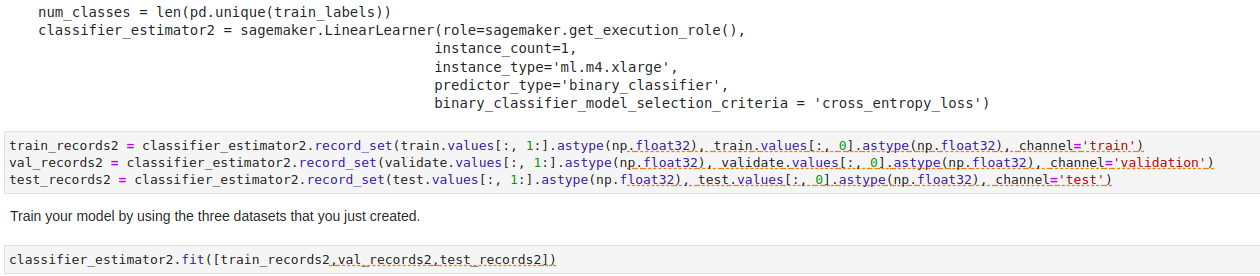 num_classes = len(pd.unique(train_labels))
classifier_estimator2 = sagemaker.LinearLearner(role=sagemaker.get_execution_role(),
instance_count=1,
instance_type='ml.m4.xlarge',
predictor_type='binary_classifier',
binary_classifier_model_selection_criteria = 'cross_entropy_loss')
train_records2 = classifier_estimator2.record_set(train.values[:, 1:].astype(np.float32), train.values[:, 0].astype(np.float32), channel='train')
val_records2 = classifier_estimator2.record_set(validate.values[:, 1:].astype(np.float32), validate.values[:, 0].astype(np.float32), channel='validation')
test_records2 = classifier_estimator2.record_set(test.values[:, 1:].astype(np.float32), test.values[:, 0].astype(np.float32), channel='test')
Train your model by using the three datasets that you just created.
classifier_estimator2.fit([train_records2,val_records2,test_records2])